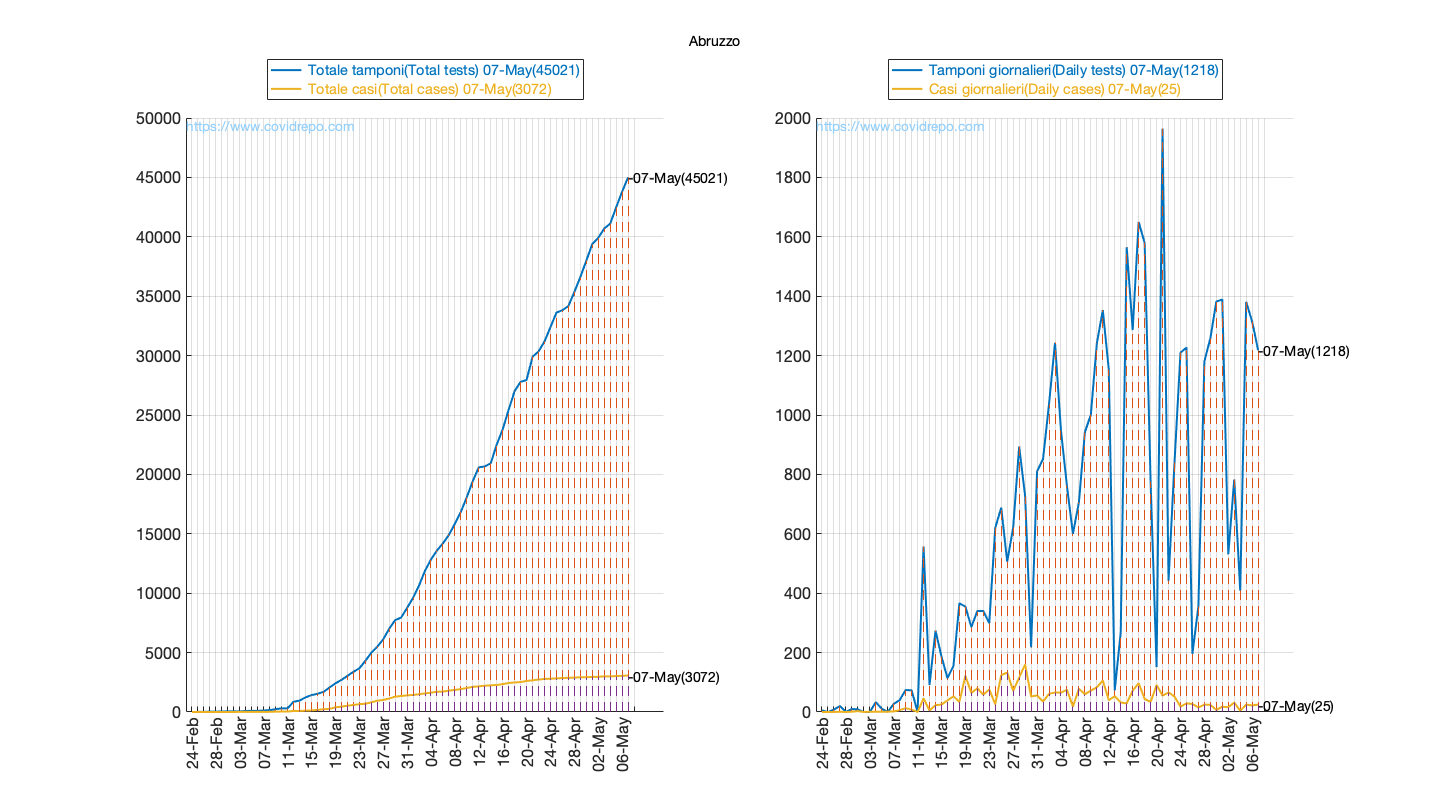 Abruzzo
Totale tamponi(Total tests) 07-May(45021)
Totale casi(Total cases) 07-May(3072)
https://www.covidrepo.com
50000
45000
40000
35000
30000
25000
20000
15000
10000
5000
0
07-May(45021)
07-May(3072)
24-Feb
28-Feb
03-Mar
07-Mar
11-Mar
15-Mar
19-Mar
23-Mar
27-Mar
31-Mar
04-Apr
08-Apr
12-Apr
16-Apr
20-Apr
24-Apr
28-Apr
02-May
06-May
Tamponi giornalieri(Daily tests) 07-May(1218)
Casi giornalieri(Daily cases) 07-May(25)
https://www.covidrepo.com
2000
1800
1600
1400
1200
1000
800
600
400
200
0
07-May(1218)
07-May(25)
24-Feb
28-Feb
03-Mar
07-Mar
11-Mar
15-Mar
19-Mar
23-Mar
27-Mar
31-Mar
04-Apr
08-Apr
12-Apr
16-Apr
20-Apr
24-Apr
28-Apr
02-May
06-May